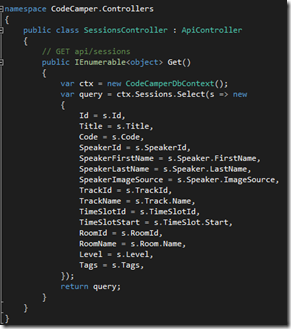 namespace CodeCamper.Controllers
{
    public class SessionsController : ApiController
    {
        // GET api/sessions
        public IEnumerable<object> Get()
        {
            var ctx = new CodeCamperDbContext();
            var query = ctx.Sessions.Select(s => new
            {
                Id = s.Id,
                Title = s.Title,
                Code = s.Code,
                SpeakerId = s.SpeakerId,
                SpeakerFirstName = s.Speaker.FirstName,
                SpeakerLastName = s.Speaker.LastName,
                SpeakerImageSource = s.Speaker.ImageSource,
                TrackId = s.TrackId,
                TrackName = s.Track.Name,
                TimeSlotId = s.TimeSlotId,
                TimeSlotStart = s.TimeSlot.Start,
                RoomId = s.RoomId,
                RoomName = s.Room.Name,
                Level = s.Level,
                Tags = s.Tags,
            });
            return query;
        }
    }
}